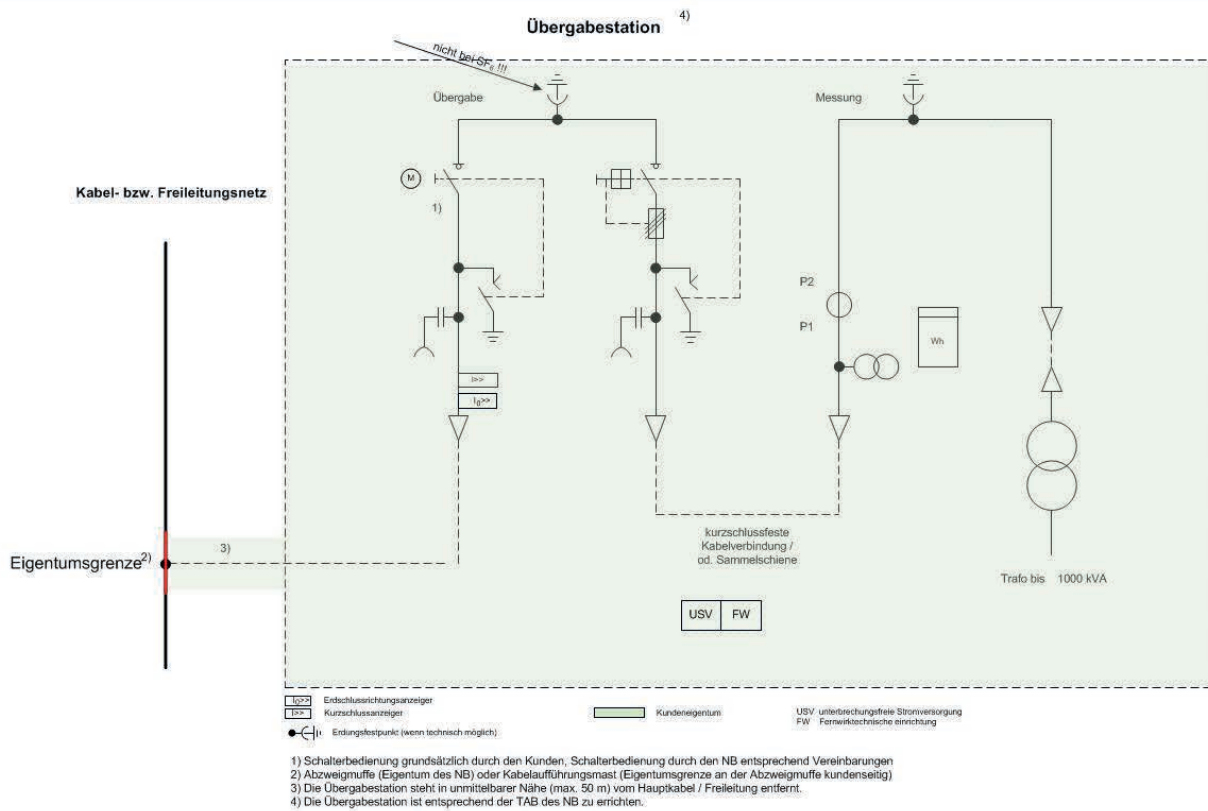 Übergabestation 4)
nicht bei SF6 !!!
Übergabe
Messung
Kabel- bzw. Freileitungsnetz
M
1)
P2
P1
Wh
I>>
I0>>
Eigentumsgrenze2)
3)
kurzschlussfeste
Kabelverbindung /
od. Sammelschiene
Trafo bis 1000 kVA
USV FW
I0>> Erdschlussrichtungsanzeiger
I>> Kurzschlussanzeiger
Erdungsfestpunkt (wenn technisch möglich)
Kundeneigentum
USV unterbrechungsfreie Stromversorgung
FW Fernwirktechnische einrichtung
1) Schalterbedienung grundsätzlich durch den Kunden, Schalterbedienung durch den NB entsprechend Vereinbarungen
2) Abzweigmuffe (Eigentum des NB) oder Kabelaufführungsmast (Eigentumsgrenze an der Abzweigmuffe kundenseitig)
3) Die Übergabestation steht in unmittelbarer Nähe (max. 50 m) vom Hauptkabel / Freileitung entfernt.
4) Die Übergabestation ist entsprechend der TAB des NB zu errichten.